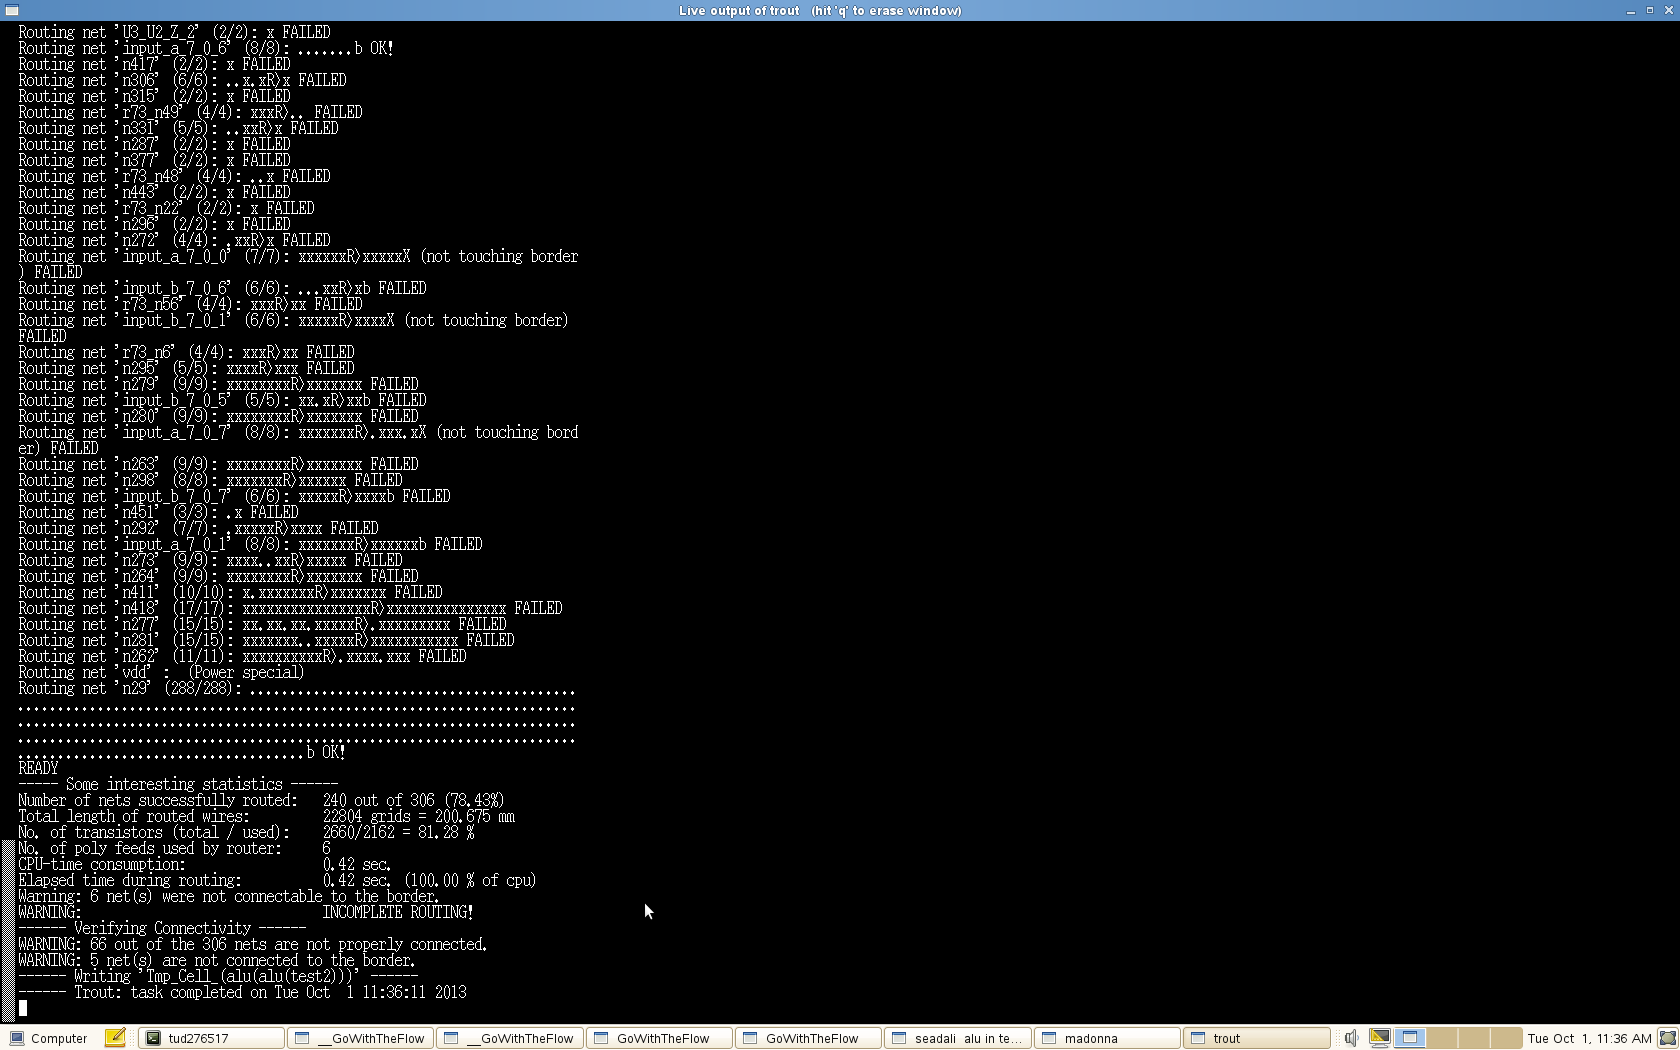 Live output of trout (hit 'q' to erase window)
Routing net 'U3_U2_Z_2' (2/2): x FAILED
Routing net 'input_a_7_0_6' (8/8): .......b OK!
Routing net 'n417' (2/2): x FAILED
Routing net 'n306' (6/6): ..x.xR>x FAILED
Routing net 'n315' (2/2): x FAILED
Routing net 'r73_n49' (4/4): xxxR>.. FAILED
Routing net 'n331' (5/5): ..xxR>x FAILED
Routing net 'n287' (2/2): x FAILED
Routing net 'n377' (2/2): x FAILED
Routing net 'r73_n48' (4/4): ..x FAILED
Routing net 'n443' (2/2): x FAILED
Routing net 'r73_n22' (2/2): x FAILED
Routing net 'n296' (2/2): x FAILED
Routing net 'n272' (4/4): .xxR>x FAILED
Routing net 'input_a_7_0_0' (7/7): xxxxxxR>xxxxxX (not touching border
) FAILED
Routing net 'input_b_7_0_6' (6/6): ...xxR>xb FAILED
Routing net 'r73_n56' (4/4): xxxR>xx FAILED
Routing net 'input_b_7_0_1' (6/6): xxxxxR>xxxxX (not touching border)
FAILED
Routing net 'r73_n6' (4/4): xxxR>xx FAILED
Routing net 'n295' (5/5): xxxxR>xxx FAILED
Routing net 'n279' (9/9): xxxxxxxxR>xxxxxxx FAILED
Routing net 'input_b_7_0_5' (5/5): xx.xR>xxb FAILED
Routing net 'n280' (9/9): xxxxxxxxR>xxxxxxx FAILED
Routing net 'input_a_7_0_7' (8/8): xxxxxxxR>.xxx.xX (not touching bord
er) FAILED
Routing net 'n263' (9/9): xxxxxxxxR>xxxxxxx FAILED
Routing net 'n298' (8/8): xxxxxxxR>xxxxxx FAILED
Routing net 'input_b_7_0_7' (6/6): xxxxxR>xxxxb FAILED
Routing net 'n451' (3/3): .x FAILED
Routing net 'n292' (7/7): .xxxxxR>xxxx FAILED
Routing net 'input_a_7_0_1' (8/8): xxxxxxxR>xxxxxxb FAILED
Routing net 'n273' (9/9): xxxx..xxR>xxxxx FAILED
Routing net 'n264' (9/9): xxxxxxxxR>xxxxxxx FAILED
Routing net 'n411' (10/10): x.xxxxxxxR>xxxxxxx FAILED
Routing net 'n418' (17/17): xxxxxxxxxxxxxxxxR>xxxxxxxxxxxxxxx FAILED
Routing net 'n277' (15/15): xx.xx.xx.xxxxxR>.xxxxxxxxx FAILED
Routing net 'n281' (15/15): xxxxxxx..xxxxxR>xxxxxxxxxxx FAILED
Routing net 'n262' (11/11): xxxxxxxxxxR>.xxxx.xxx FAILED
Routing net 'vdd' : (Power special)
Routing net 'n29' (288/288): .........................................
......................................................................
......................................................................
......................................................................
....................................b OK!
READY
----- Some interesting statistics ------
Number of nets successfully routed: 240 out of 306 (78.43%)
Total length of routed wires: 22804 grids = 200.675 mm
No. of transistors (total / used): 2660/2162 = 81.28 %
No. of poly feeds used by router: 6
CPU-time consumption: 0.42 sec.
Elapsed time during routing: 0.42 sec. (100.00 % of cpu)
Warning: 6 net(s) were not connectable to the border.
WARNING: INCOMPLETE ROUTING!
------ Verifying Connectivity ------
WARNING: 66 out of the 306 nets are not properly connected.
WARNING: 5 net(s) are not connected to the border.
------ Writing 'Tmp_Cell_(alu(alu(test2)))' ------
------ Trout: task completed on Tue Oct 1 11:36:11 2013
Computer tud276517 __GoWithTheFlow __GoWithTheFlow GoWithTheFlow GoWithTheFlow seadali alu in te... madonna trout Tue Oct 1, 11:36 AM